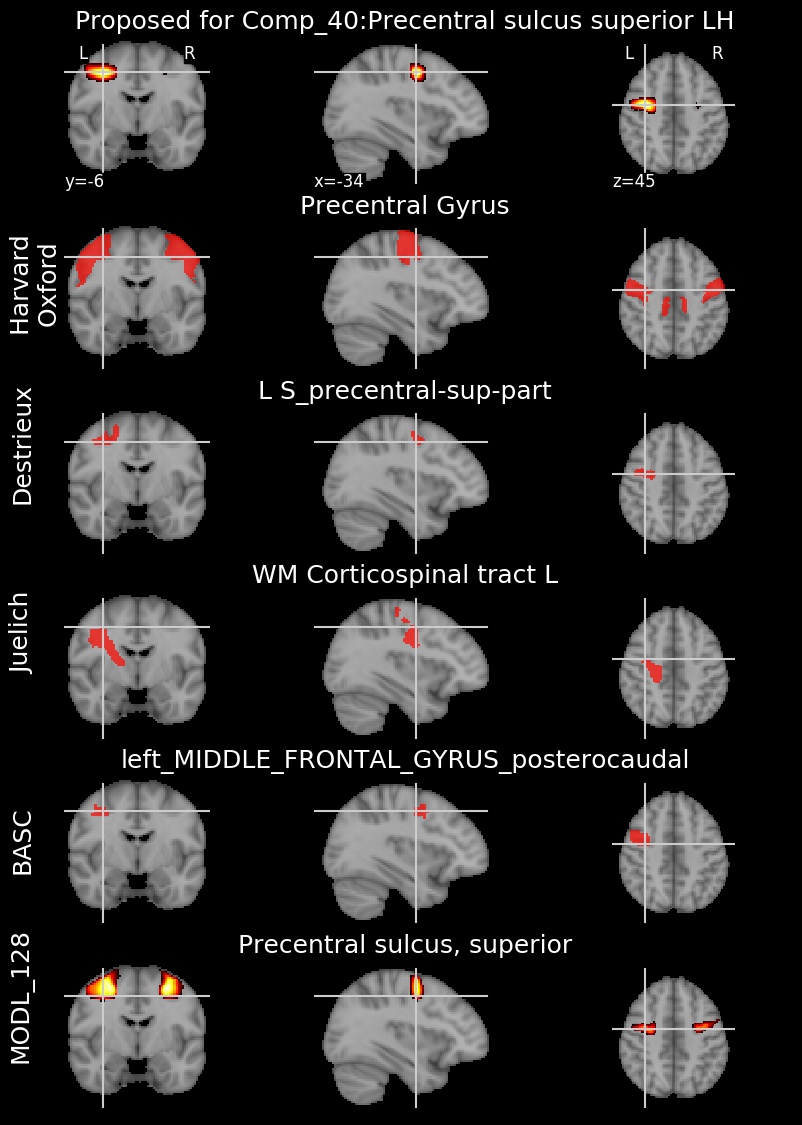 Proposed for Comp_40:Precentral sulcus superior LH
L R
L R
y=-6
x=-34
z=45
Precentral Gyrus
Harvard
Oxford
L S_precentral-sup-part
Destrieux
WM Corticospinal tract L
Juelich
left_MIDDLE_FRONTAL_GYRUS_posterocaudal
BASC
Precentral sulcus, superior
MODL_128